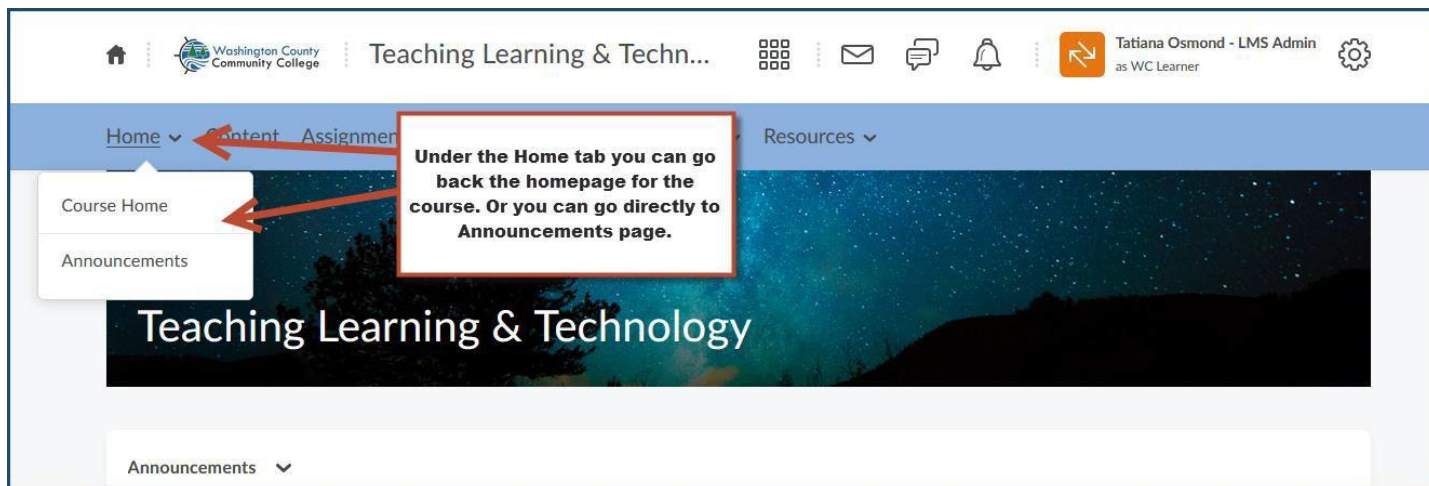 Washington County
Community College
Teaching Learning & Techn...
Tatiana Osmond - LMS Admin
as WC Learner
Home Content Assignmen Resources
Under the Home tab you can go
back the homepage for the
course. Or you can go directly to
Announcements page.
Course Home
Announcements
Teaching Learning & Technology
Announcements